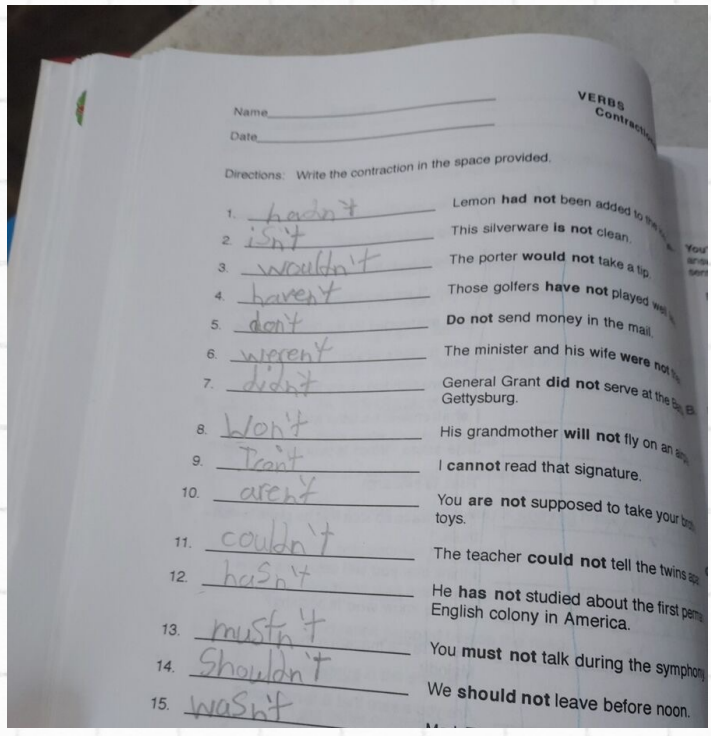 VERBS
Contraction
Name
Date
Directions: Write the contraction in the space provided.
1. hadn't Lemon had not been added to the
2. isn't This silverware is not clean.
3. wouldn't The porter would not take a tip.
4. haven't Those golfers have not played well
5. don't Do not send money in the mail.
6. weren't The minister and his wife were not
7. didn't General Grant did not serve at the
Gettysburg.
8. Won't His grandmother will not fly on an
9. I cannot read that signature.
10. aren't You are not supposed to take your
toys.
11. couldn't The teacher could not tell the twins
12. hasn't He has not studied about the first
English colony in America.
13. mustn't You must not talk during the symphony
14. Shouldn't We should not leave before noon.
15. wasn't
You